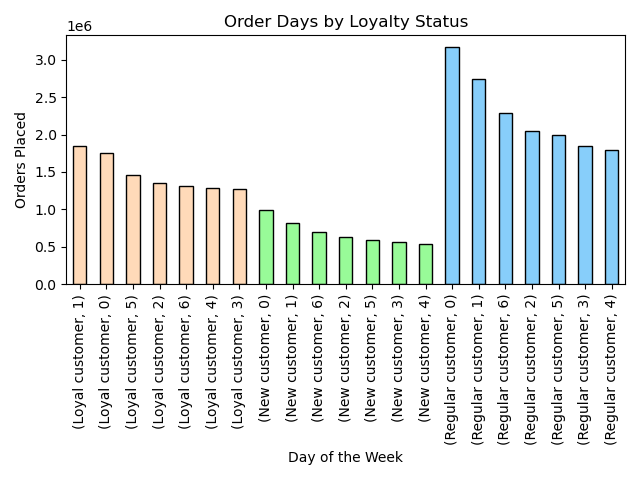 Order Days by Loyalty Status
1e6
Orders Placed
3.0
2.5
2.0
1.5
1.0
0.5
0.0
(Loyal customer, 1)
(Loyal customer, 0)
(Loyal customer, 5)
(Loyal customer, 2)
(Loyal customer, 6)
(Loyal customer, 4)
(Loyal customer, 3)
(New customer, 0)
(New customer, 1)
(New customer, 6)
(New customer, 2)
(New customer, 5)
(New customer, 3)
(New customer, 4)
(Regular customer, 0)
(Regular customer, 1)
(Regular customer, 6)
(Regular customer, 2)
(Regular customer, 5)
(Regular customer, 3)
(Regular customer, 4)
Day of the Week